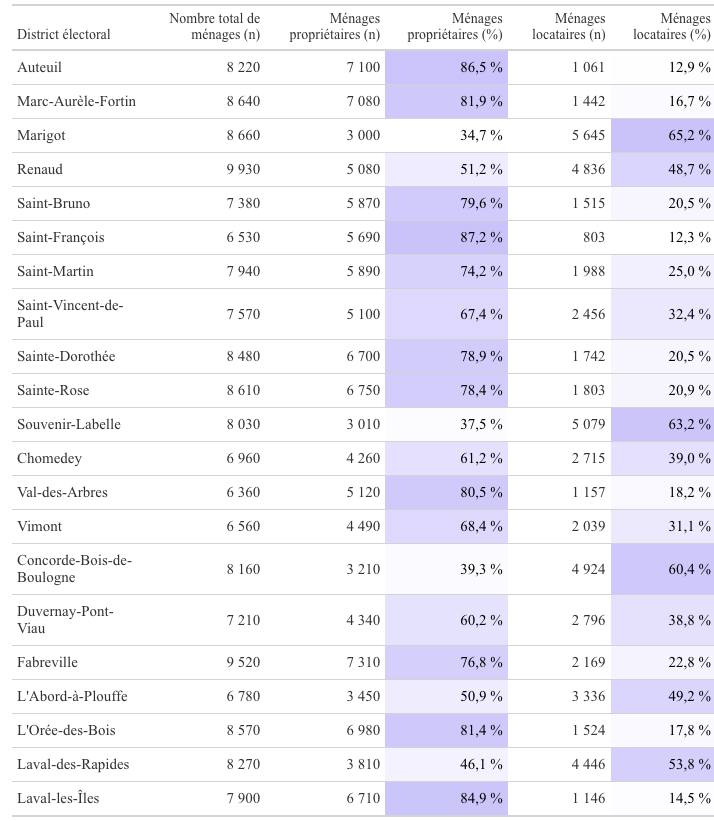 District électoral Nombre total de ménages (n) Ménages propriétaires (n) Ménages propriétaires (%) Ménages locataires (n) Ménages locataires (%)
Auteuil 8 220 7 100 86,5 % 1 061 12,9 %
Marc-Aurèle-Fortin 8 640 7 080 81,9 % 1 442 16,7 %
Marigot 8 660 3 000 34,7 % 5 645 65,2 %
Renaud 9 930 5 080 51,2 % 4 836 48,7 %
Saint-Bruno 7 380 5 870 79,6 % 1 515 20,5 %
Saint-François 6 530 5 690 87,2 % 803 12,3 %
Saint-Martin 7 940 5 890 74,2 % 1 988 25,0 %
Saint-Vincent-de-
Paul 7 570 5 100 67,4 % 2 456 32,4 %
Sainte-Dorothée 8 480 6 700 78,9 % 1 742 20,5 %
Sainte-Rose 8 610 6 750 78,4 % 1 803 20,9 %
Souvenir-Labelle 8 030 3 010 37,5 % 5 079 63,2 %
Chomedey 6 960 4 260 61,2 % 2 715 39,0 %
Val-des-Arbres 6 360 5 120 80,5 % 1 157 18,2 %
Vimont 6 560 4 490 68,4 % 2 039 31,1 %
Concorde-Bois-de-
Boulogne 8 160 3 210 39,3 % 4 924 60,4 %
Duvernay-Pont-
Viau 7 210 4 340 60,2 % 2 796 38,8 %
Fabreville 9 520 7 310 76,8 % 2 169 22,8 %
L'Abord-à-Plouffe 6 780 3 450 50,9 % 3 336 49,2 %
L'Orée-des-Bois 8 570 6 980 81,4 % 1 524 17,8 %
Laval-des-Rapides 8 270 3 810 46,1 % 4 446 53,8 %
Laval-les-Îles 7 900 6 710 84,9 % 1 146 14,5 %